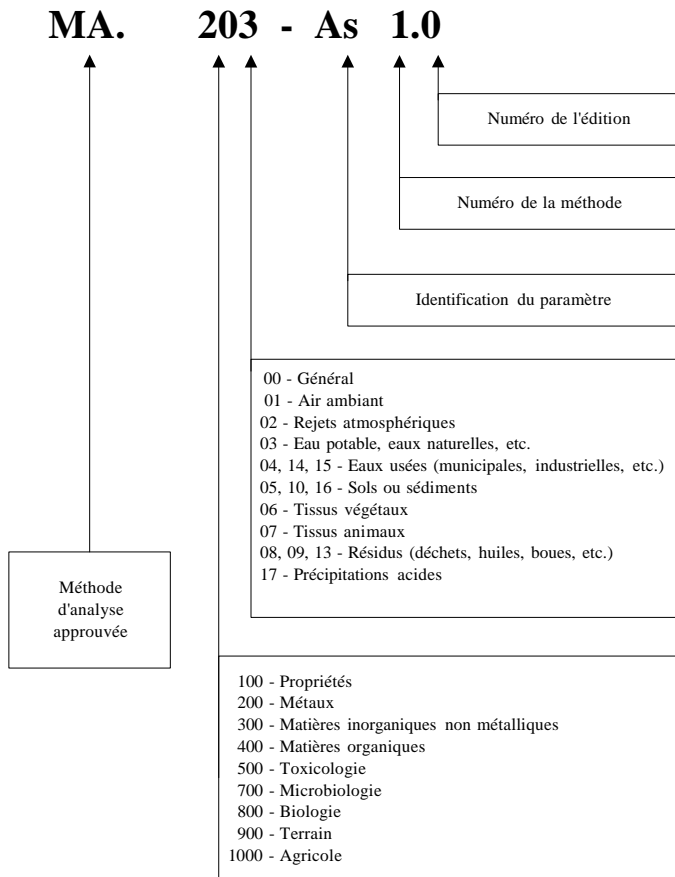 MA. 203 - As 1.0
Numéro de l'édition
Numéro de la méthode
Identification du paramètre
00 - Général
01 - Air ambiant
02 - Rejets atmosphériques
03 - Eau potable, eaux naturelles, etc.
04, 14, 15 - Eaux usées (municipales, industrielles, etc.)
05, 10, 16 - Sols ou sédiments
06 - Tissus végétaux
07 - Tissus animaux
08, 09, 13 - Résidus (déchets, huiles, boues, etc.)
17 - Précipitations acides
Méthode
d'analyse
approuvée
100 - Propriétés
200 - Métaux
300 - Matières inorganiques non métalliques
400 - Matières organiques
500 - Toxicologie
700 - Microbiologie
800 - Biologie
900 - Terrain
1000 - Agricole